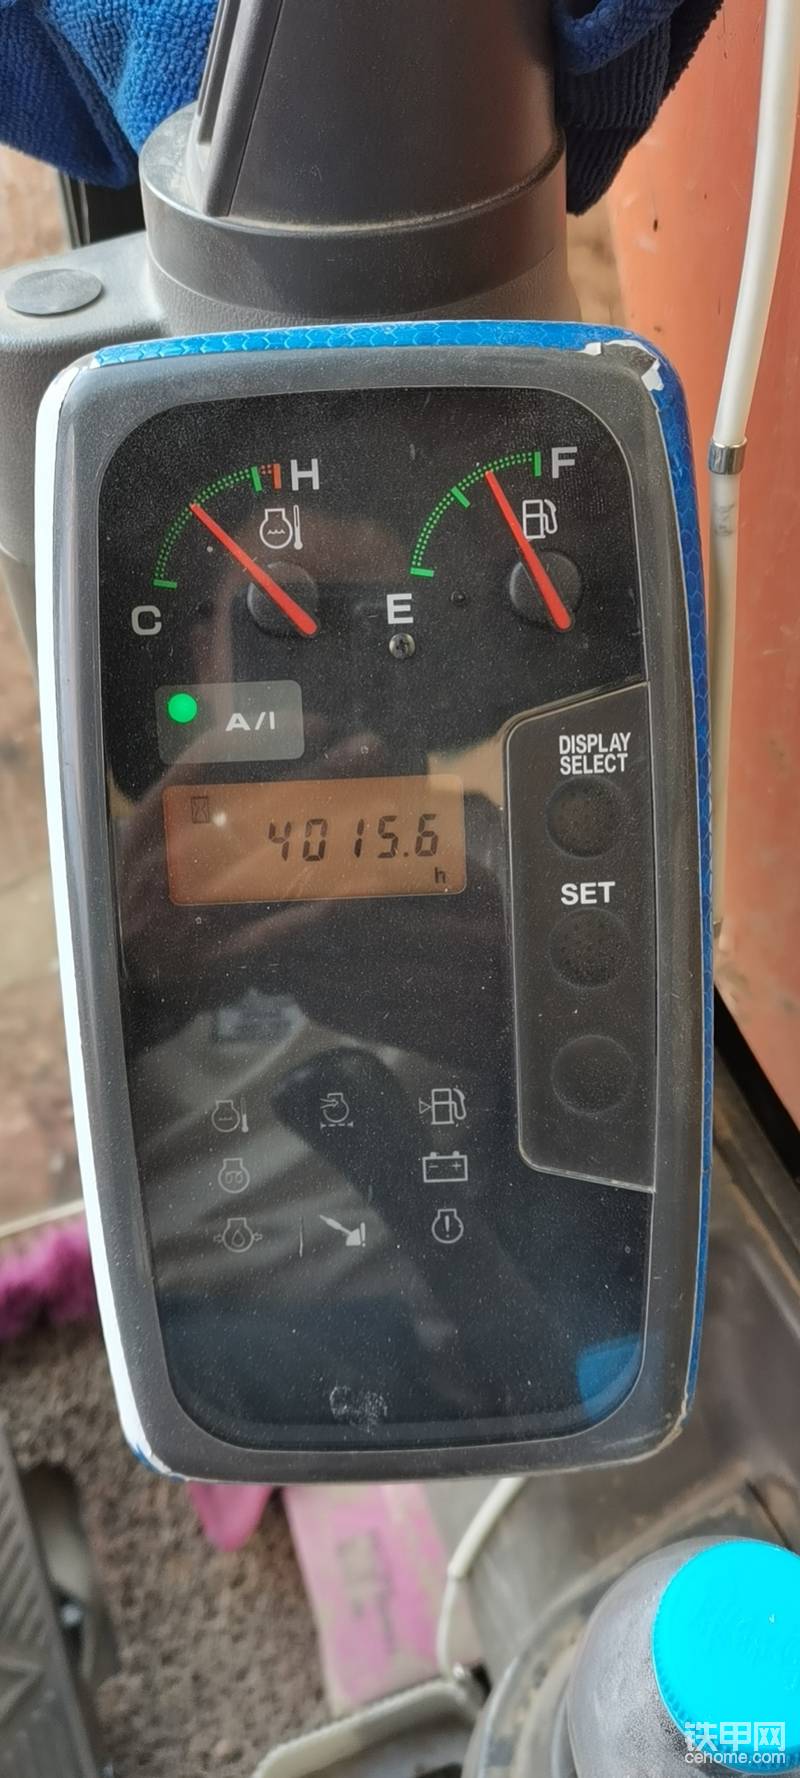 H
F
C
E
A/I
DISPLAY
SELECT
4015.6
h
SET
铁甲网
cehome.com